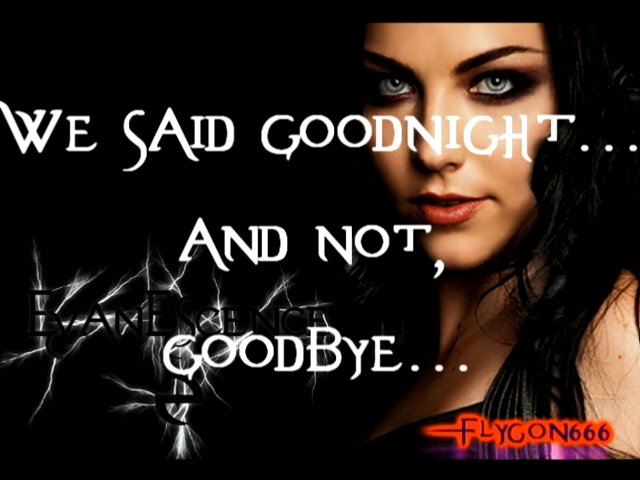 We said goodnight...
And not,
Evanescence
goodbye...
e
Flygon666